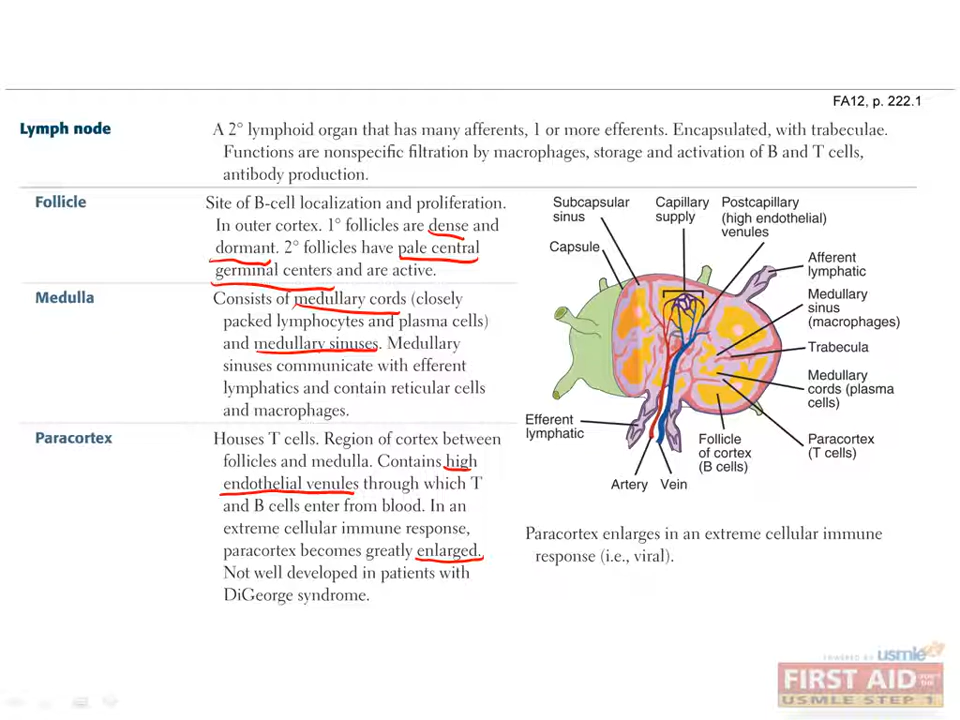 FA12, p. 222.1
Lymph node
A 2° lymphoid organ that has many afferents, 1 or more efferents. Encapsulated, with trabeculae.
Functions are nonspecific filtration by macrophages, storage and activation of B and T cells,
antibody production.
Follicle
Site of B-cell localization and proliferation.
In outer cortex. 1° follicles are dense and
dormant. 2° follicles have pale central
germinal centers and are active.
Medulla
Consists of medullary cords (closely
packed lymphocytes and plasma cells)
and medullary sinuses. Medullary
sinuses communicate with efferent
lymphatics and contain reticular cells
and macrophages.
Paracortex
Houses T cells. Region of cortex between
follicles and medulla. Contains high
endothelial venules through which T
and B cells enter from blood. In an
extreme cellular immune response,
paracortex becomes greatly enlarged.
Not well developed in patients with
DiGeorge syndrome.
Subcapsular
sinus
Capillary
supply
Postcapillary
(high endothelial)
venules
Capsule
Afferent
lymphatic
Medullary
sinus
(macrophages)
Trabecula
Medullary
cords (plasma
cells)
Efferent
lymphatic
Follicle
of cortex
(B cells)
Paracortex
(T cells)
Artery
Vein
Paracortex enlarges in an extreme cellular immune
response (i.e., viral).
POWERED BY usmle
FIRST AID FOR THE
USMLE STEP 1